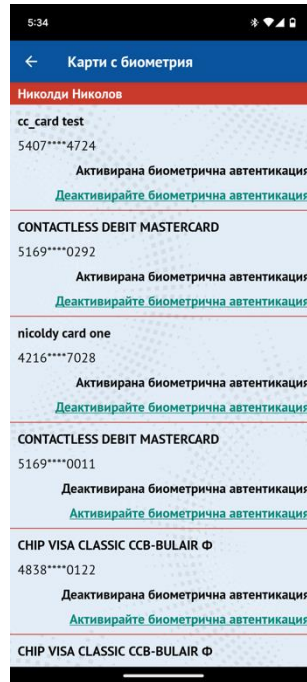 5:34
Карти с биометрия
Николди Николов
cc_card test
5407****4724
Активирана биометрична автентикация
Деактивирайте биометрична автентикация
CONTACTLESS DEBIT MASTERCARD
5169****0292
Активирана биометрична автентикация
Деактивирайте биометрична автентикация
nicoldy card one
4216****7028
Активирана биометрична автентикация
Деактивирайте биометрична автентикация
CONTACTLESS DEBIT MASTERCARD
5169****0011
Деактивирана биометрична автентикация
Активирайте биометрична автентикация
CHIP VISA CLASSIC CCB-BULAIR Ф
4838****0122
Деактивирана биометрична автентикация
Активирайте биометрична автентикация
CHIP VISA CLASSIC CCB-BULAIR Ф